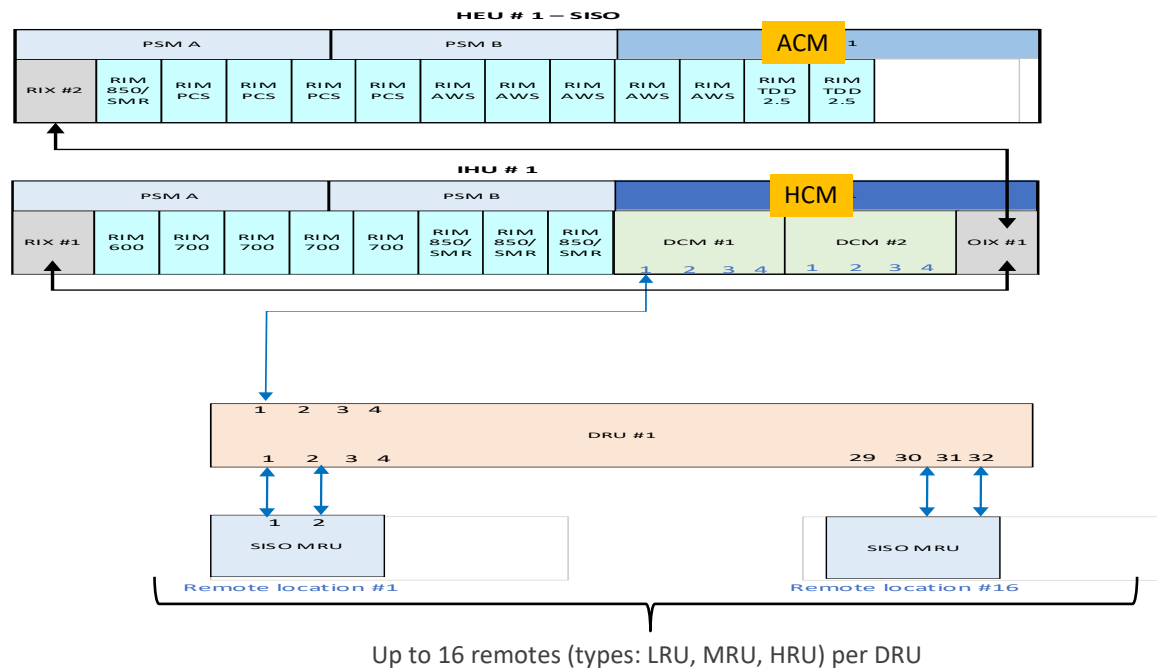 HEU # 1 – SISO
PSM A PSM B ACM 1
RIX #2 RIM 850/ SMR RIM PCS RIM PCS RIM PCS RIM PCS RIM AWS RIM AWS RIM AWS RIM AWS RIM AWS RIM TDD 2.5 RIM TDD 2.5
IHU # 1
PSM A PSM B HCM
RIX #1 RIM 600 RIM 700 RIM 700 RIM 700 RIM 700 RIM 850/ SMR RIM 850/ SMR RIM 850/ SMR DCM #1 DCM #2 OIX #1
1 2 3 4 1 2 3 4
1 2 3 4
DRU #1
1 2 3 4 29 30 31 32
1 2
SISO MRU SISO MRU
Remote location #1 Remote location #16
Up to 16 remotes (types: LRU, MRU, HRU) per DRU